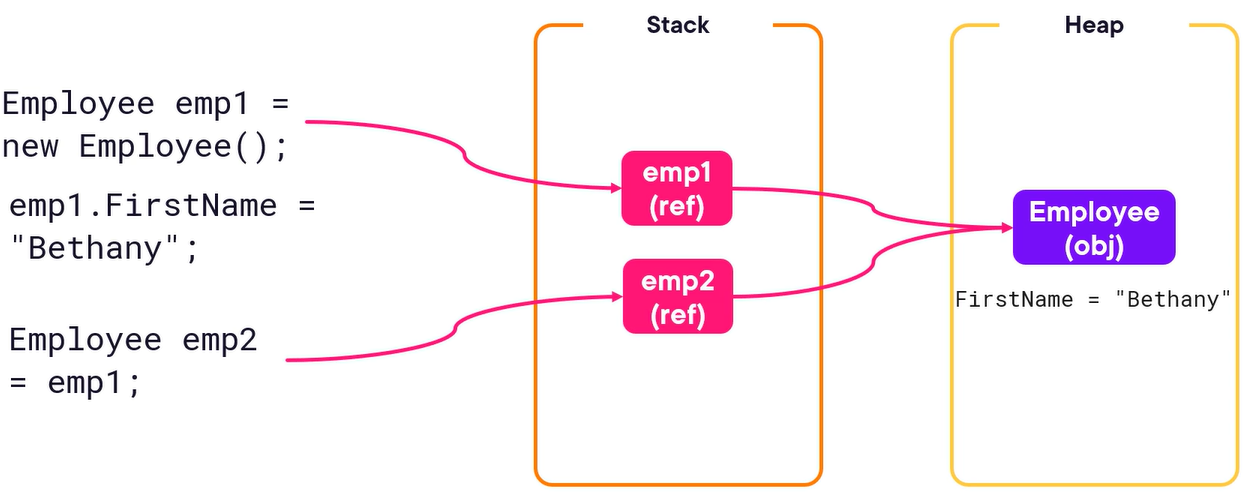 Stack
Heap
Employee emp1 =
new Employee();
emp1.FirstName =
"Bethany";
Employee emp2
= emp1;
emp1
(ref)
emp2
(ref)
Employee
(obj)
FirstName = "Bethany"